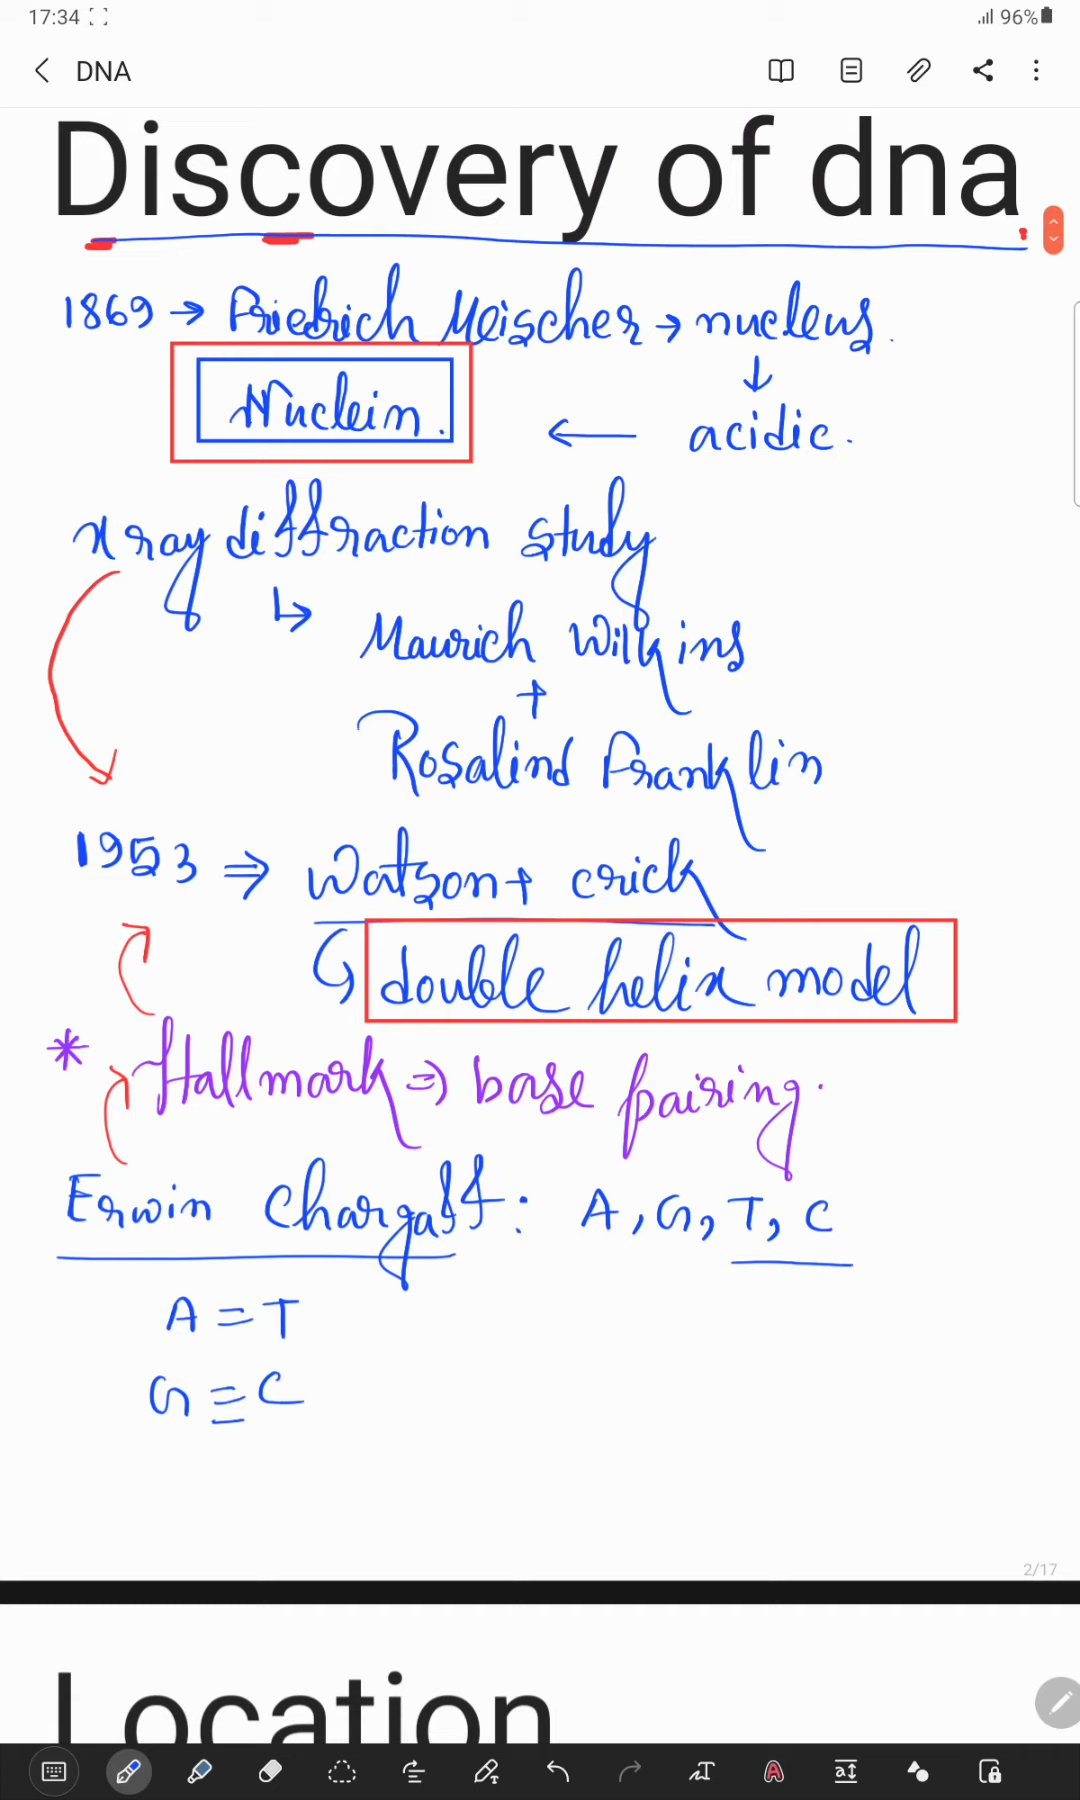 17:34 96%
DNA
Discovery of dna
1869 → Friedrich Meischer → nucleus.
↓
Nuclein. ← acidic.
x ray diffraction study
↳ Maurich Wilkins
+
Rosalind Franklin
1953 ⇒ Watson + crick
↳ double helix model
* Hallmark ⇒ base pairing.
Erwin Chargaff : A, G, T, C
A = T
G ≡ C
2/17
Location